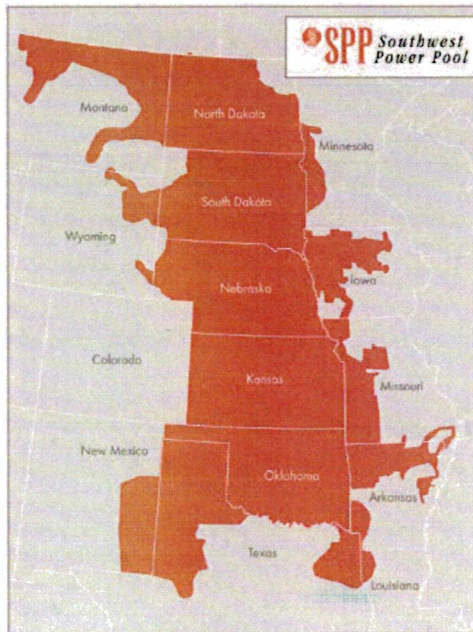 SPP Southwest
Power Pool
Montana
North Dakota
Minnesota
South Dakota
Wyoming
Iowa
Nebraska
Colorado
Kansas
Missouri
New Mexico
Oklahoma
Arkansas
Texas
Louisiana